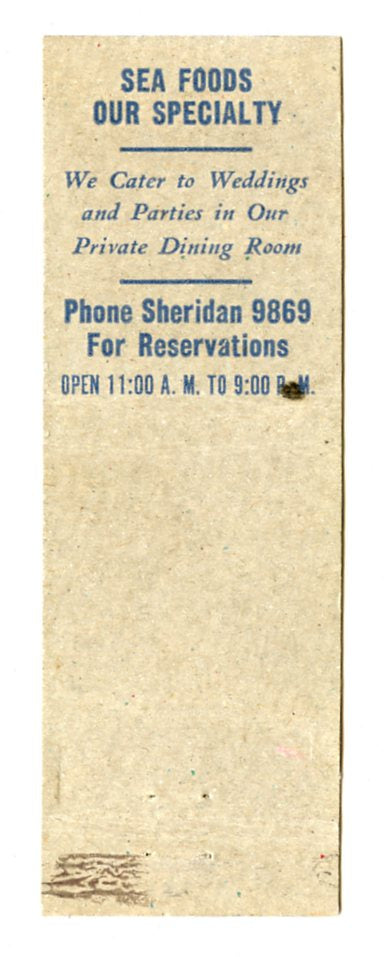 SEA FOODS
OUR SPECIALTY
We Cater to Weddings
and Parties in Our
Private Dining Room
Phone Sheridan 9869
For Reservations
OPEN 11:00 A. M. TO 9:00 P. M.